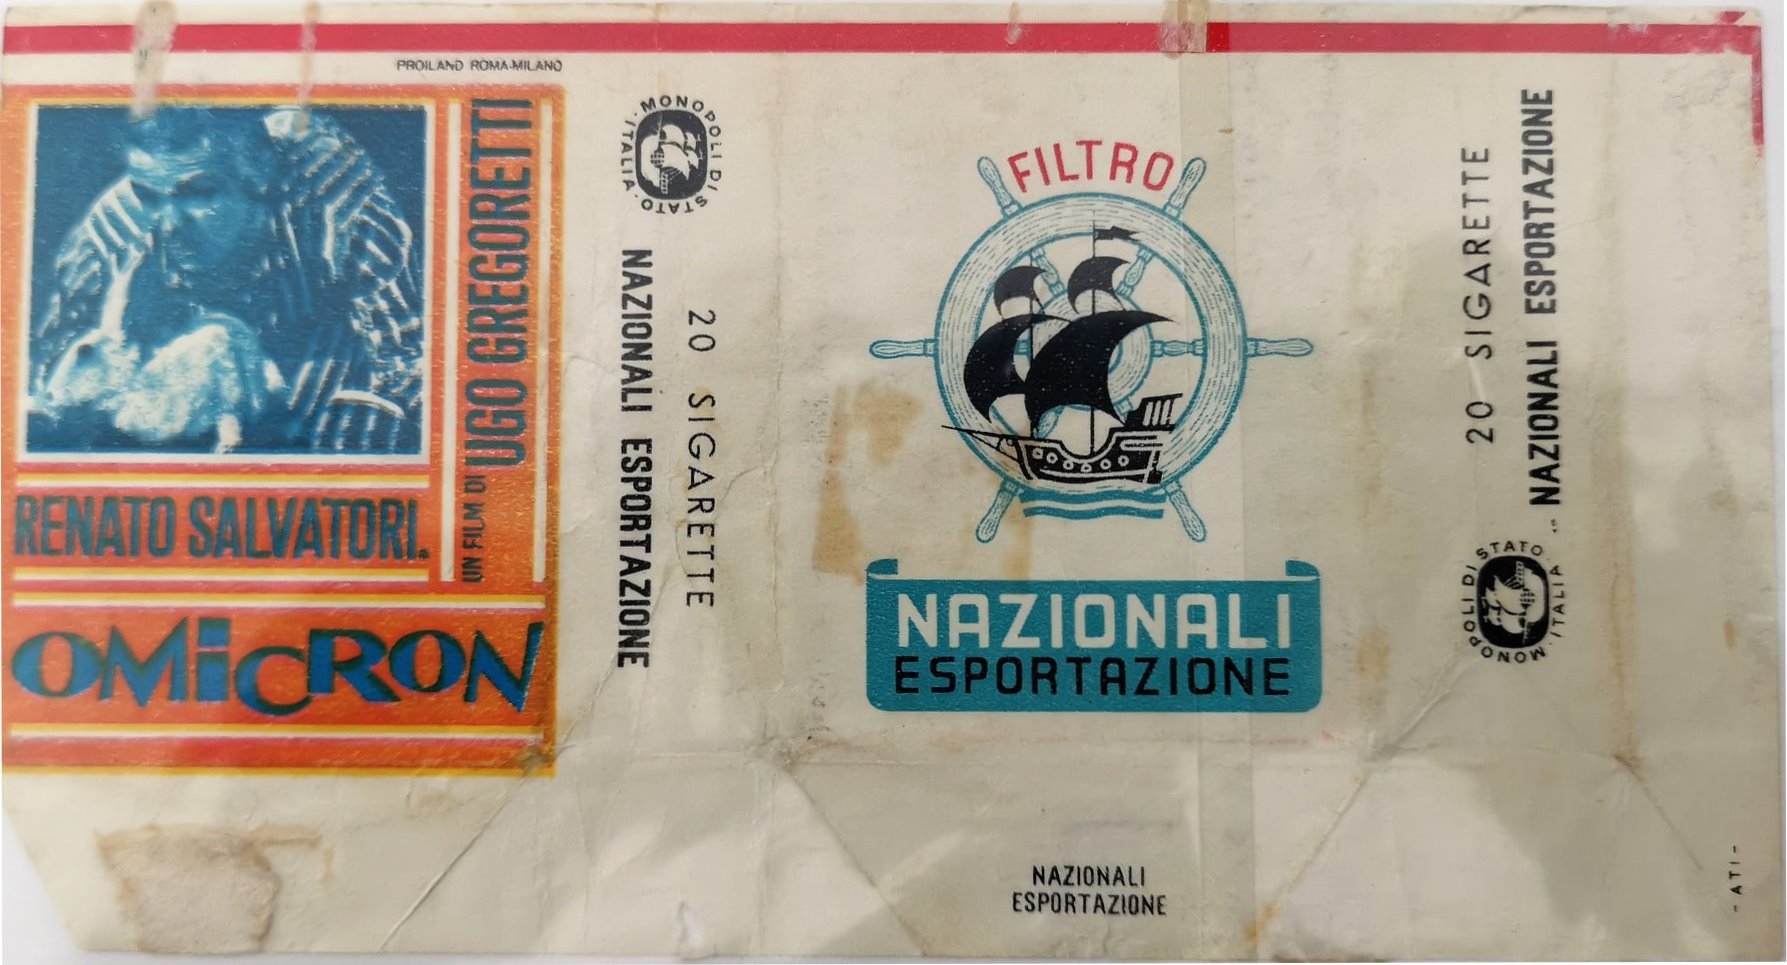 PROILAND ROMA-MILANO
UN FILM DI UGO GREGORETTI
RENATO SALVATORI.
OMiCRON
MONOPOLI DI STATO · ITALIA ·
NAZIONALI ESPORTAZIONE
20 SIGARETTE
FILTRO
NAZIONALI
ESPORTAZIONE
NAZIONALI
ESPORTAZIONE
20 SIGARETTE
NAZIONALI ESPORTAZIONE
MONOPOLI DI STATO · ITALIA ·
- ATI -